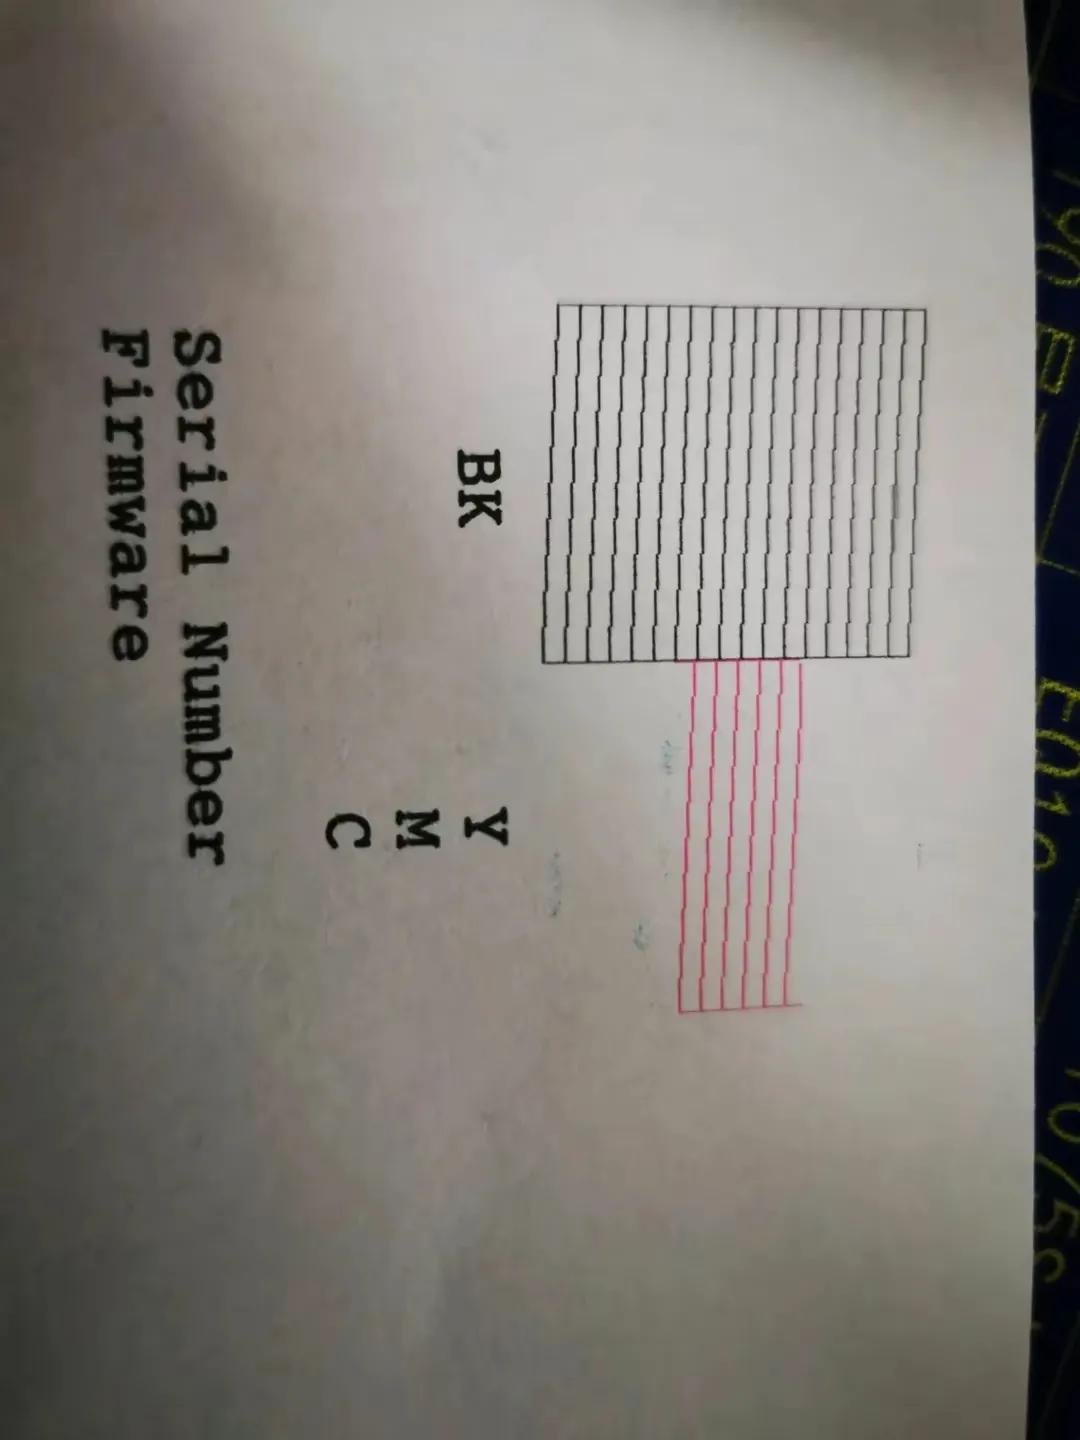 BK Y
M
C
Serial Number
Firmware